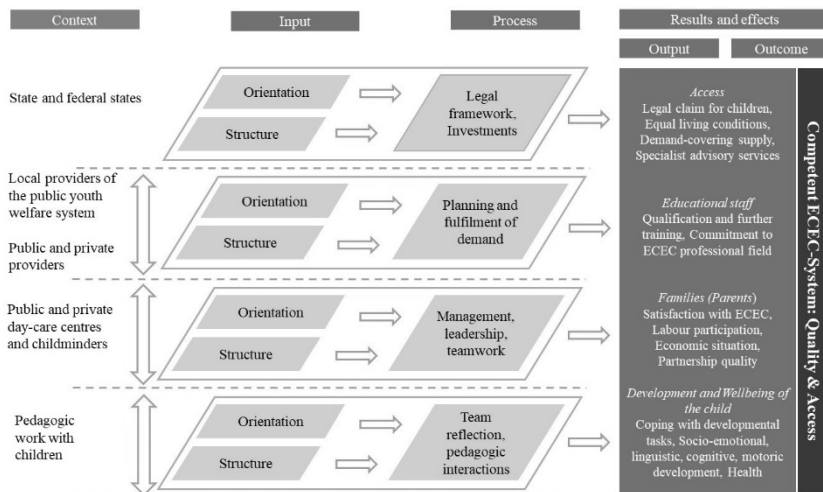 Context
Input
Process
Results and effects
Output
Outcome
State and federal states
Orientation
Structure
Legal
framework,
Investments
Access
Legal claim for children,
Equal living conditions,
Demand-covering supply,
Specialist advisory services
Local providers
of the public youth
welfare system
Public and private
providers
Orientation
Structure
Planning and
fulfilment of
demand
Educational staff
Qualification and further
training, Commitment to
ECEC professional field
Public and private
day-care centres
and childminders
Orientation
Structure
Management,
leadership,
teamwork
Families (Parents)
Satisfaction with ECEC,
Labour participation,
Economic situation,
Partnership quality
Pedagogic
work with
children
Orientation
Structure
Team
reflection,
pedagogic
interactions
Development and Wellbeing of
the child
Coping with developmental
tasks, Socio-emotional,
linguistic, cognitive, motoric
development, Health
Competent ECEC-System: Quality & Access